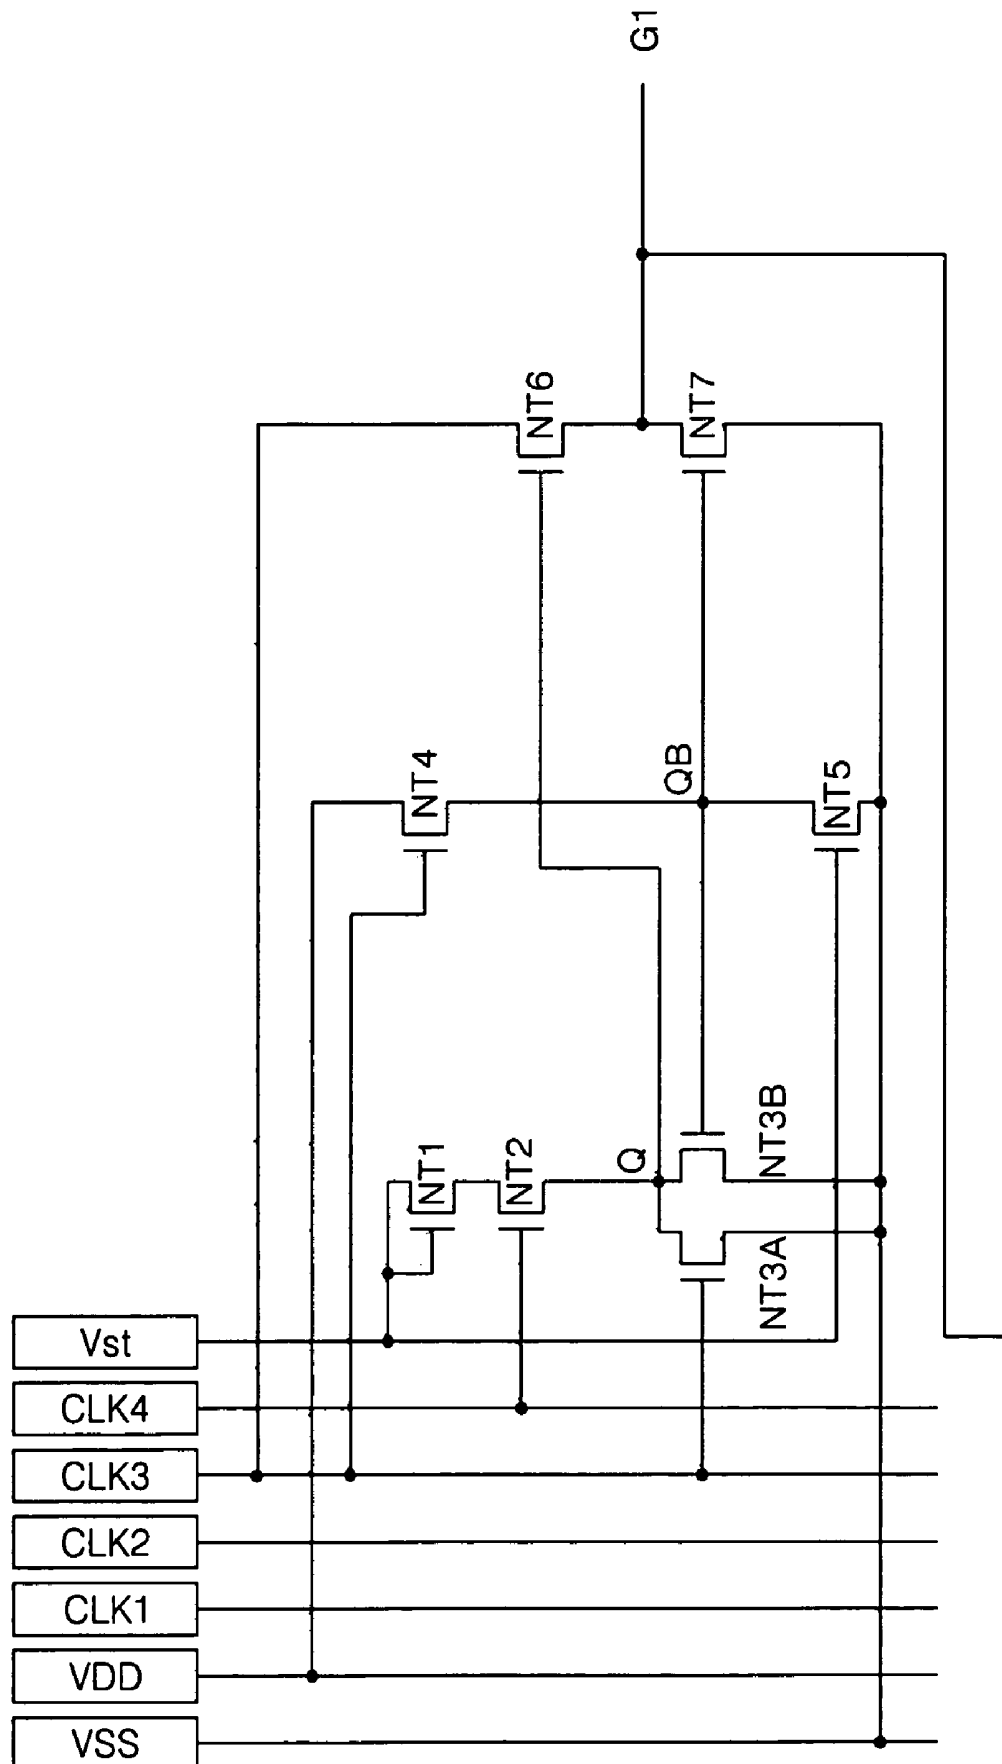 G1
NT6
NT7
NT4
QB
NT5
NT1
NT2
Q
NT3B
NT3A
Vst
CLK4
CLK3
CLK2
CLK1
VDD
VSS